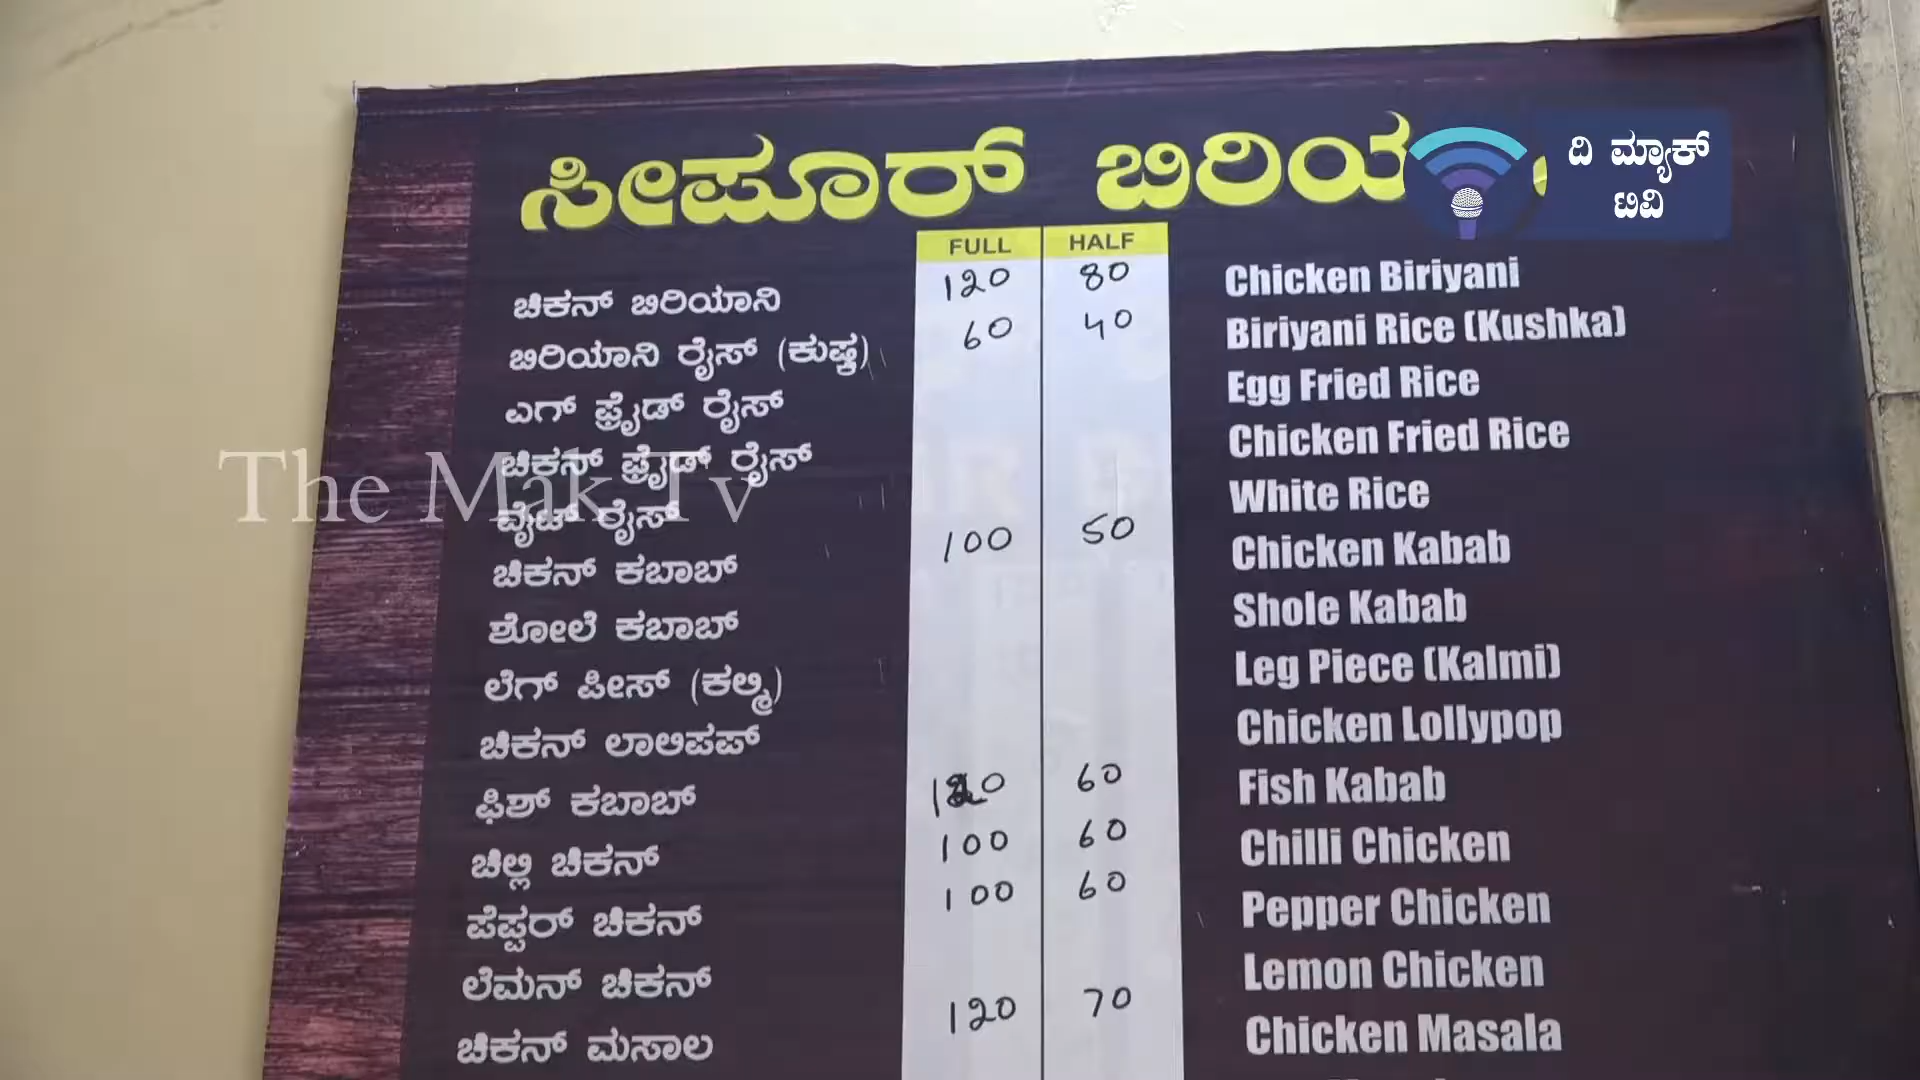 ಸೀಪೂರ್ ಬಿರಿಯ
ದಿ ಮ್ಯಾಕ್
ಟಿವಿ
FULL HALF
ಚಿಕನ್ ಬಿರಿಯಾನಿ 120 80 Chicken Biriyani
ಬಿರಿಯಾನಿ ರೈಸ್ (ಕುಷ್ಕ) 60 40 Biriyani Rice (Kushka)
ಎಗ್ ಫ್ರೈಡ್ ರೈಸ್ Egg Fried Rice
ಚಿಕನ್ ಫ್ರೈಡ್ ರೈಸ್ Chicken Fried Rice
The Mak Tv
ವೈಟ್ ರೈಸ್ White Rice
ಚಿಕನ್ ಕಬಾಬ್ 100 50 Chicken Kabab
ಶೋಲೆ ಕಬಾಬ್ Shole Kabab
ಲೆಗ್ ಪೀಸ್ (ಕಲ್ಮಿ) Leg Piece (Kalmi)
ಚಿಕನ್ ಲಾಲಿಪಪ್ Chicken Lollypop
ಫಿಶ್ ಕಬಾಬ್ 60 Fish Kabab
ಚಿಲ್ಲಿ ಚಿಕನ್ 100 60 Chilli Chicken
ಪೆಪ್ಪರ್ ಚಿಕನ್ 100 60 Pepper Chicken
ಲೆಮನ್ ಚಿಕನ್ Lemon Chicken
ಚಿಕನ್ ಮಸಾಲ 120 70 Chicken Masala